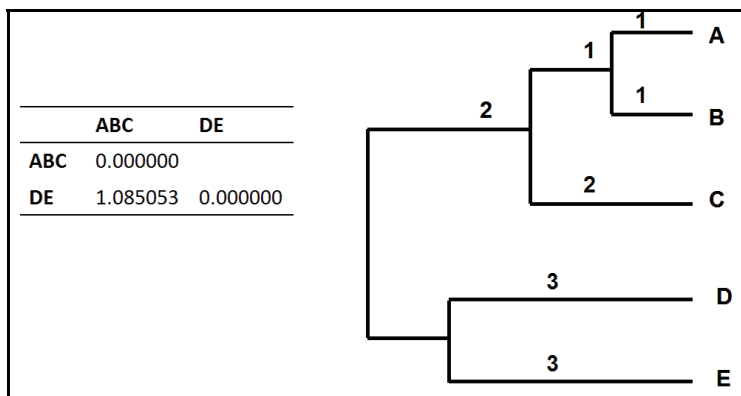 ABC DE
ABC 0.000000
DE 1.085053 0.000000
1 A
1
1 B
2
2 C
3 D
3 E